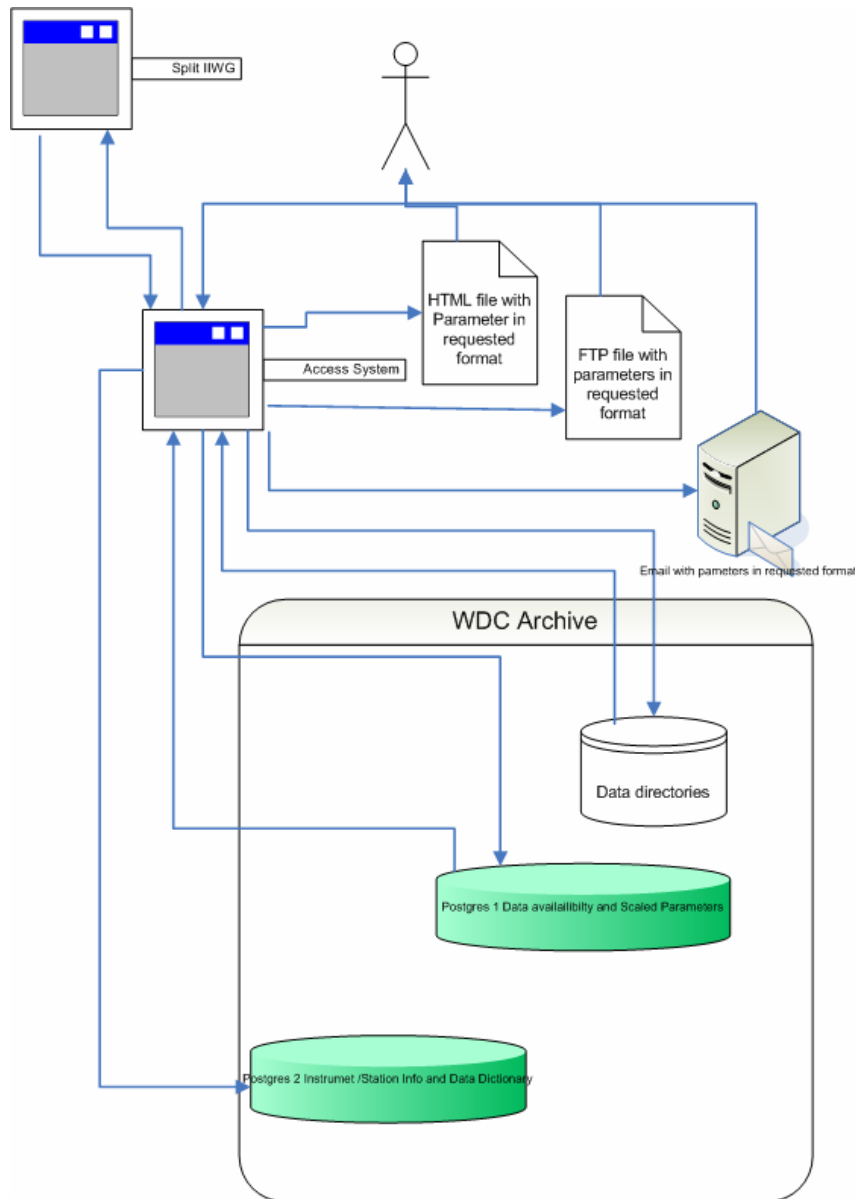 Split IIWG
HTML file with
Parameter in
requested
format
FTP file with
parameters in
requested
format
Access System
Email with pameters in requested format
WDC Archive
Data directories
Postgres 1 Data availailibilty and Scaled Parameters
Postgres 2 Instrumet /Station Info and Data Dictionary